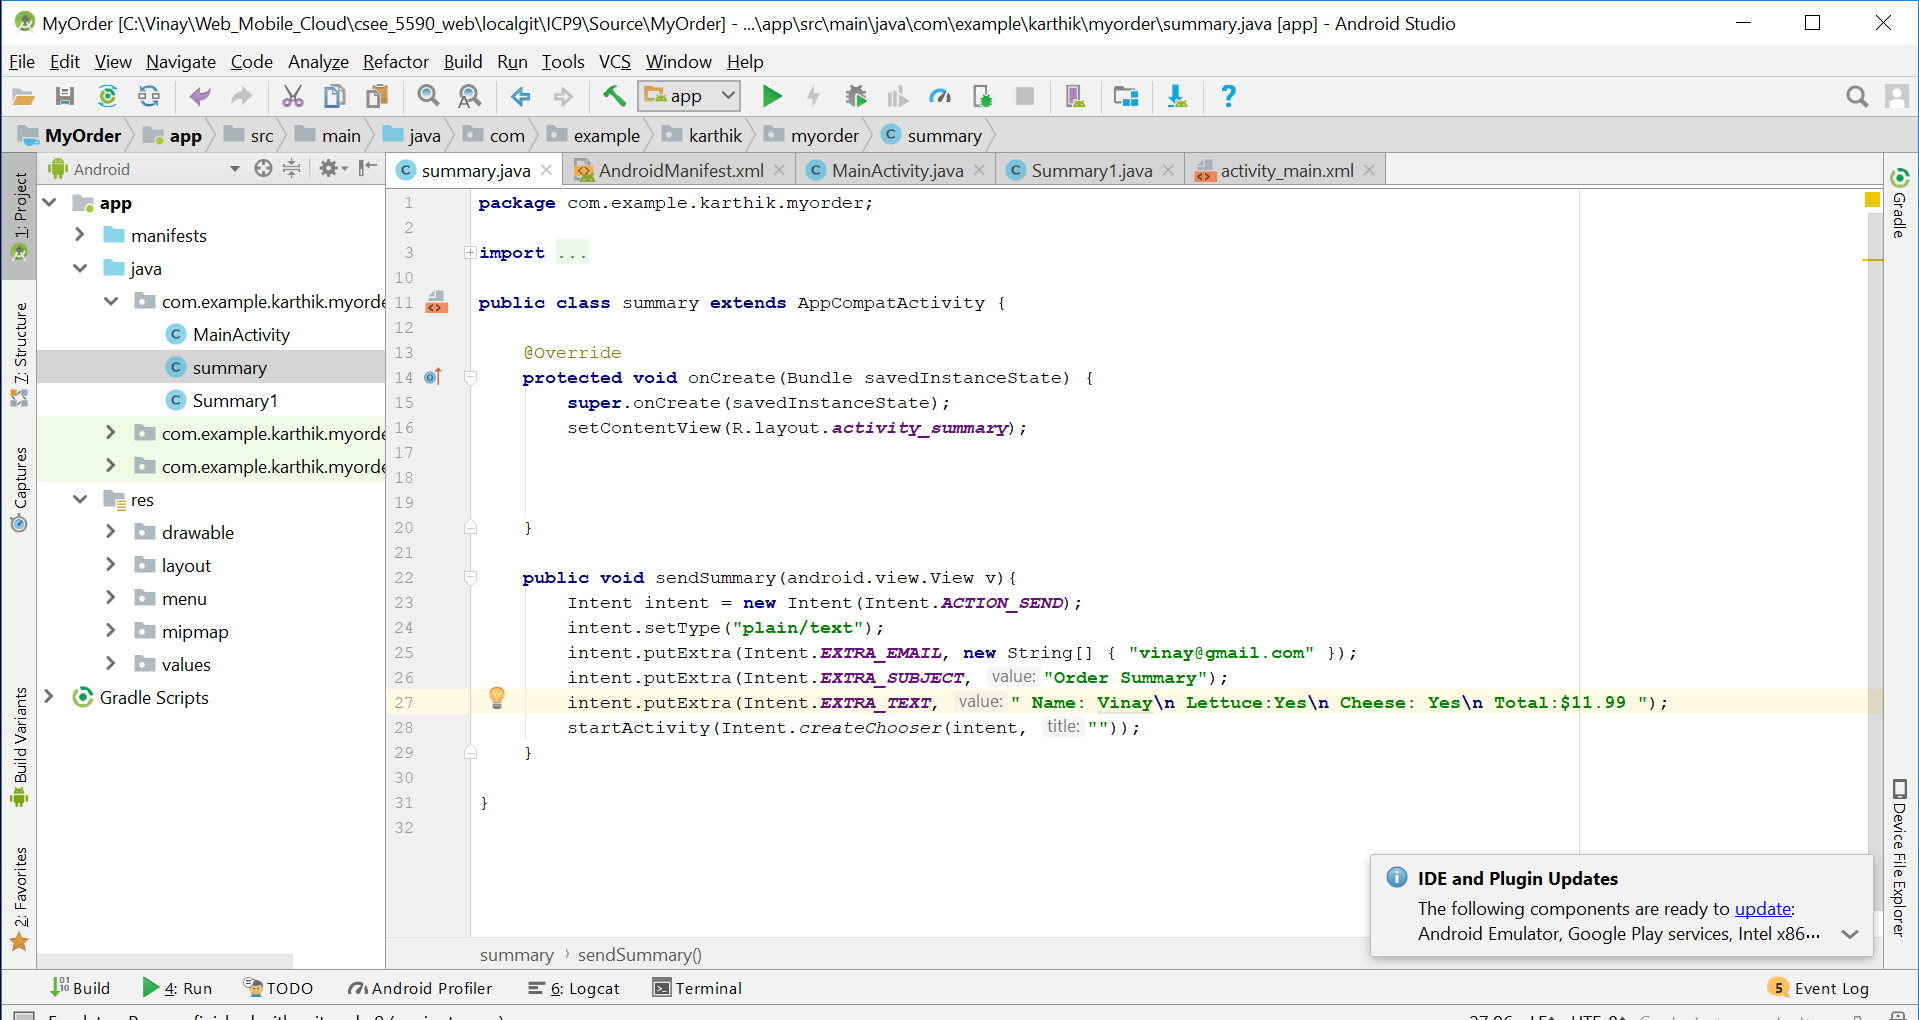 MyOrder [C:\Vinay\Web_Mobile_Cloud\csee_5590_web\localgit\ICP9\Source\MyOrder] - ...\app\src\main\java\com\example\karthik\myorder\summary.java [app] - Android Studio
File Edit View Navigate Code Analyze Refactor Build Run Tools VCS Window Help
app
MyOrder app src main java com example karthik myorder summary
Android
summary.java AndroidManifest.xml MainActivity.java Summary1.java activity_main.xml
1: Project
7: Structure
Captures
Build Variants
2: Favorites
app
manifests
java
com.example.karthik.myorde
MainActivity
summary
Summary1
com.example.karthik.myorde
com.example.karthik.myorde
res
drawable
layout
menu
mipmap
values
Gradle Scripts
1 package com.example.karthik.myorder;
2
3 import ...
10
11 public class summary extends AppCompatActivity {
12
13 @Override
14 protected void onCreate(Bundle savedInstanceState) {
15 super.onCreate(savedInstanceState);
16 setContentView(R.layout.activity_summary);
17
18
19
20 }
21
22 public void sendSummary(android.view.View v){
23 Intent intent = new Intent(Intent.ACTION_SEND);
24 intent.setType("plain/text");
25 intent.putExtra(Intent.EXTRA_EMAIL, new String[] { "vinay@gmail.com" });
26 intent.putExtra(Intent.EXTRA_SUBJECT, value: "Order Summary");
27 intent.putExtra(Intent.EXTRA_TEXT, value: " Name: Vinay\n Lettuce:Yes\n Cheese: Yes\n Total:$11.99 ");
28 startActivity(Intent.createChooser(intent, title: ""));
29 }
30
31 }
32
Gradle
Device File Explorer
IDE and Plugin Updates
The following components are ready to update:
Android Emulator, Google Play services, Intel x86...
summary › sendSummary()
Build 4: Run TODO Android Profiler 6: Logcat Terminal 5 Event Log